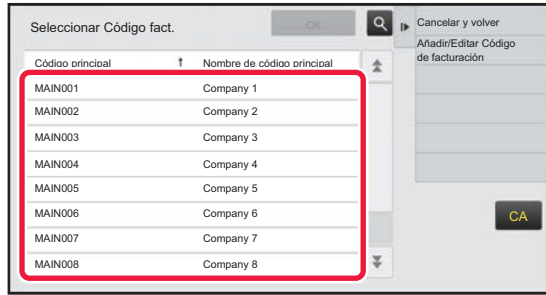 Seleccionar Código fact.
OK
Cancelar y volver
Añadir/Editar Código
de facturación
Código principal ↑ Nombre de código principal
MAIN001 Company 1
MAIN002 Company 2
MAIN003 Company 3
MAIN004 Company 4
MAIN005 Company 5
MAIN006 Company 6
MAIN007 Company 7
MAIN008 Company 8
CA